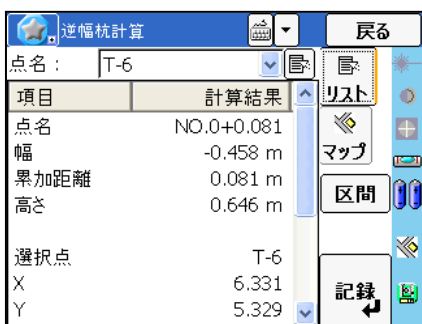 逆幅杭計算
戻る
点名： T-6
リスト
項目 計算結果
点名 NO.0+0.081
幅 -0.458 m
マップ
累加距離 0.081 m
区間
高さ 0.646 m
選択点 T-6
X 6.331
記録
Y 5.329